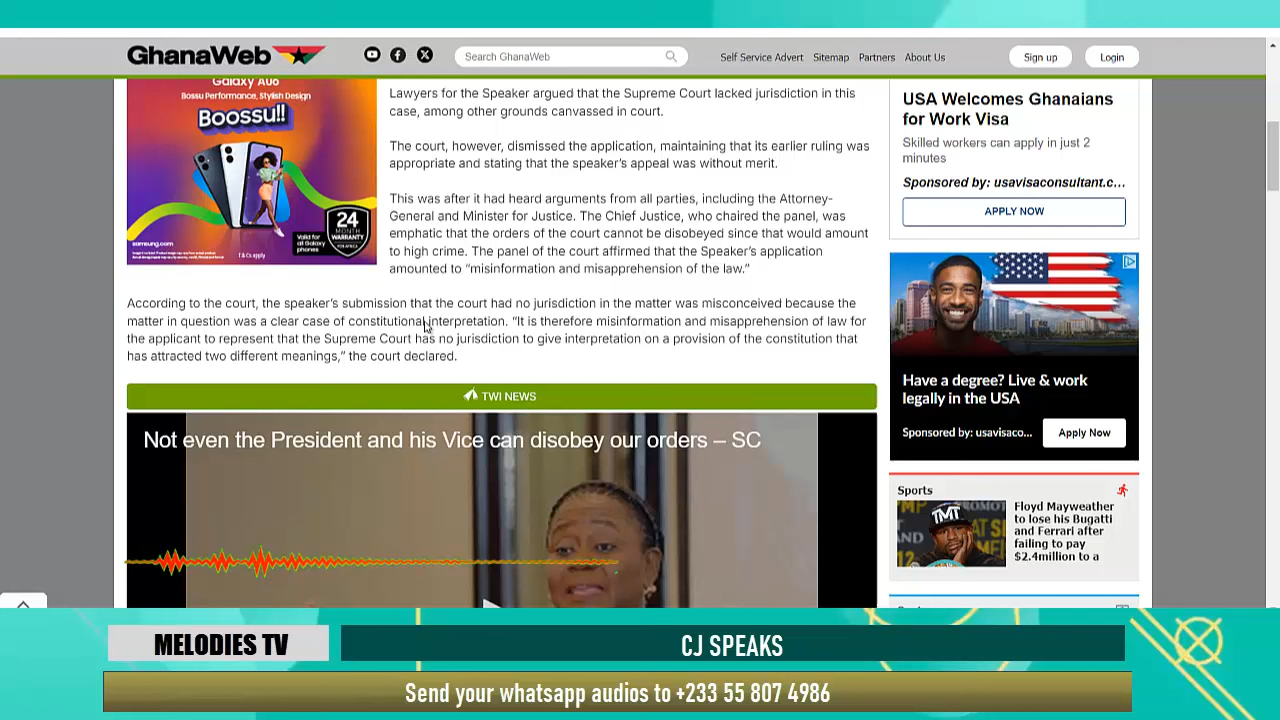 GhanaWeb
Search GhanaWeb
Self Service Advert
Sitemap
Partners
About Us
Sign up
Login
Bossu Performance, Stylish Design
Boossu!!
24
MONTH
WARRANTY
FOR AFRICA
Valid for
all Galaxy
phones
samsung.com
T & Cs apply
Lawyers for the Speaker argued that the Supreme Court lacked jurisdiction in this
case, among other grounds canvassed in court.
The court, however, dismissed the application, maintaining that its earlier ruling was
appropriate and stating that the speaker's appeal was without merit.
This was after it had heard arguments from all parties, including the Attorney-
General and Minister for Justice. The Chief Justice, who chaired the panel, was
emphatic that the orders of the court cannot be disobeyed since that would amount
to high crime. The panel of the court affirmed that the Speaker's application
amounted to “misinformation and misapprehension of the law.”
According to the court, the speaker's submission that the court had no jurisdiction in the matter was misconceived because the
matter in question was a clear case of constitutional interpretation. “It is therefore misinformation and misapprehension of law for
the applicant to represent that the Supreme Court has no jurisdiction to give interpretation on a provision of the constitution that
has attracted two different meanings,” the court declared.
TWI NEWS
Not even the President and his Vice can disobey our orders – SC
USA Welcomes Ghanaians
for Work Visa
Skilled workers can apply in just 2
minutes
Sponsored by: usavisaconsultant.c...
APPLY NOW
Have a degree? Live & work
legally in the USA
Sponsored by: usavisaco...
Apply Now
Sports
TMT
Floyd Mayweather
to lose his Bugatti
and Ferrari after
failing to pay
$2.4million to a
MELODIES TV
CJ SPEAKS
Send your whatsapp audios to +233 55 807 4986